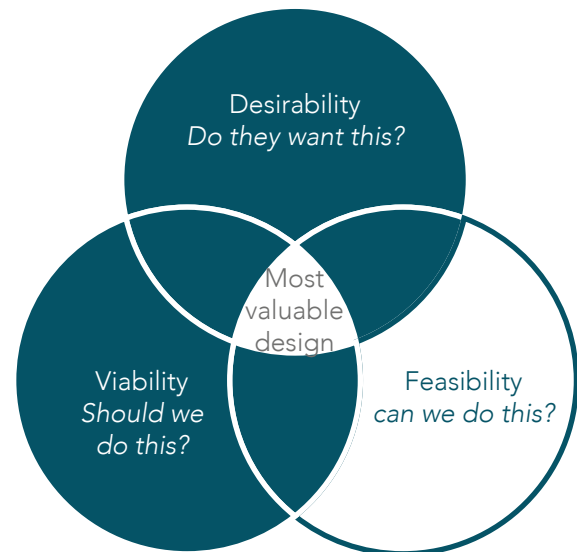 Desirability
Do they want this?
Most
valuable
design
Viability
Should we
do this?
Feasibility
can we do this?